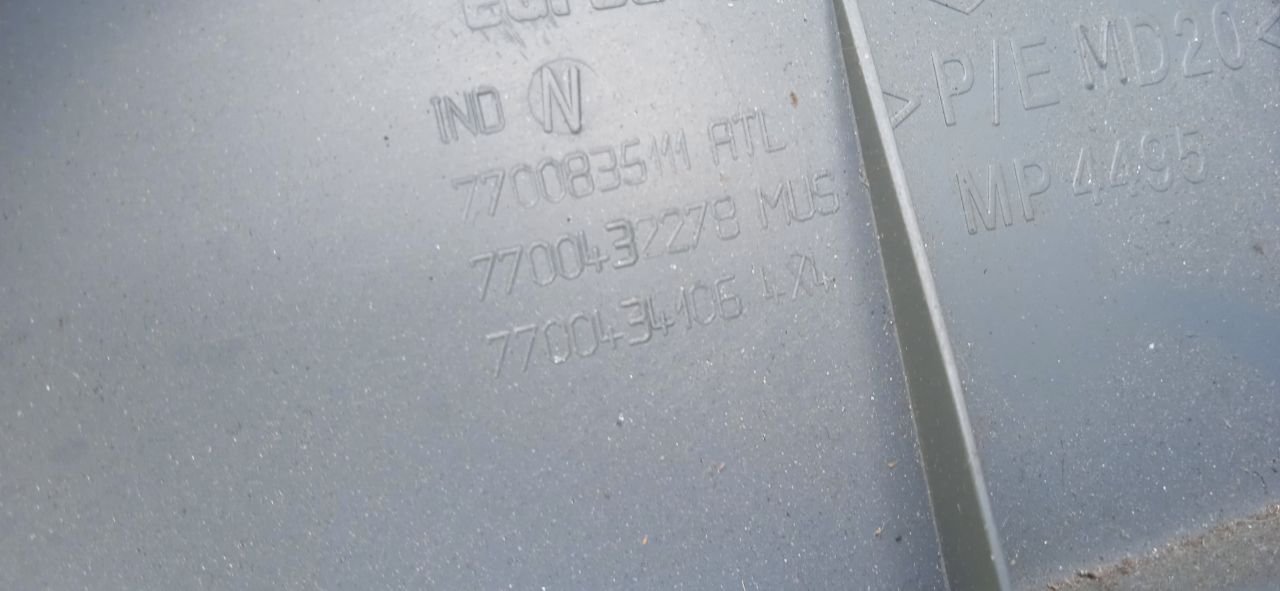 IND N
7700835111 ATL
7700432278 MUS
7700434106 4X4
>P/E MD20<
MP 4495